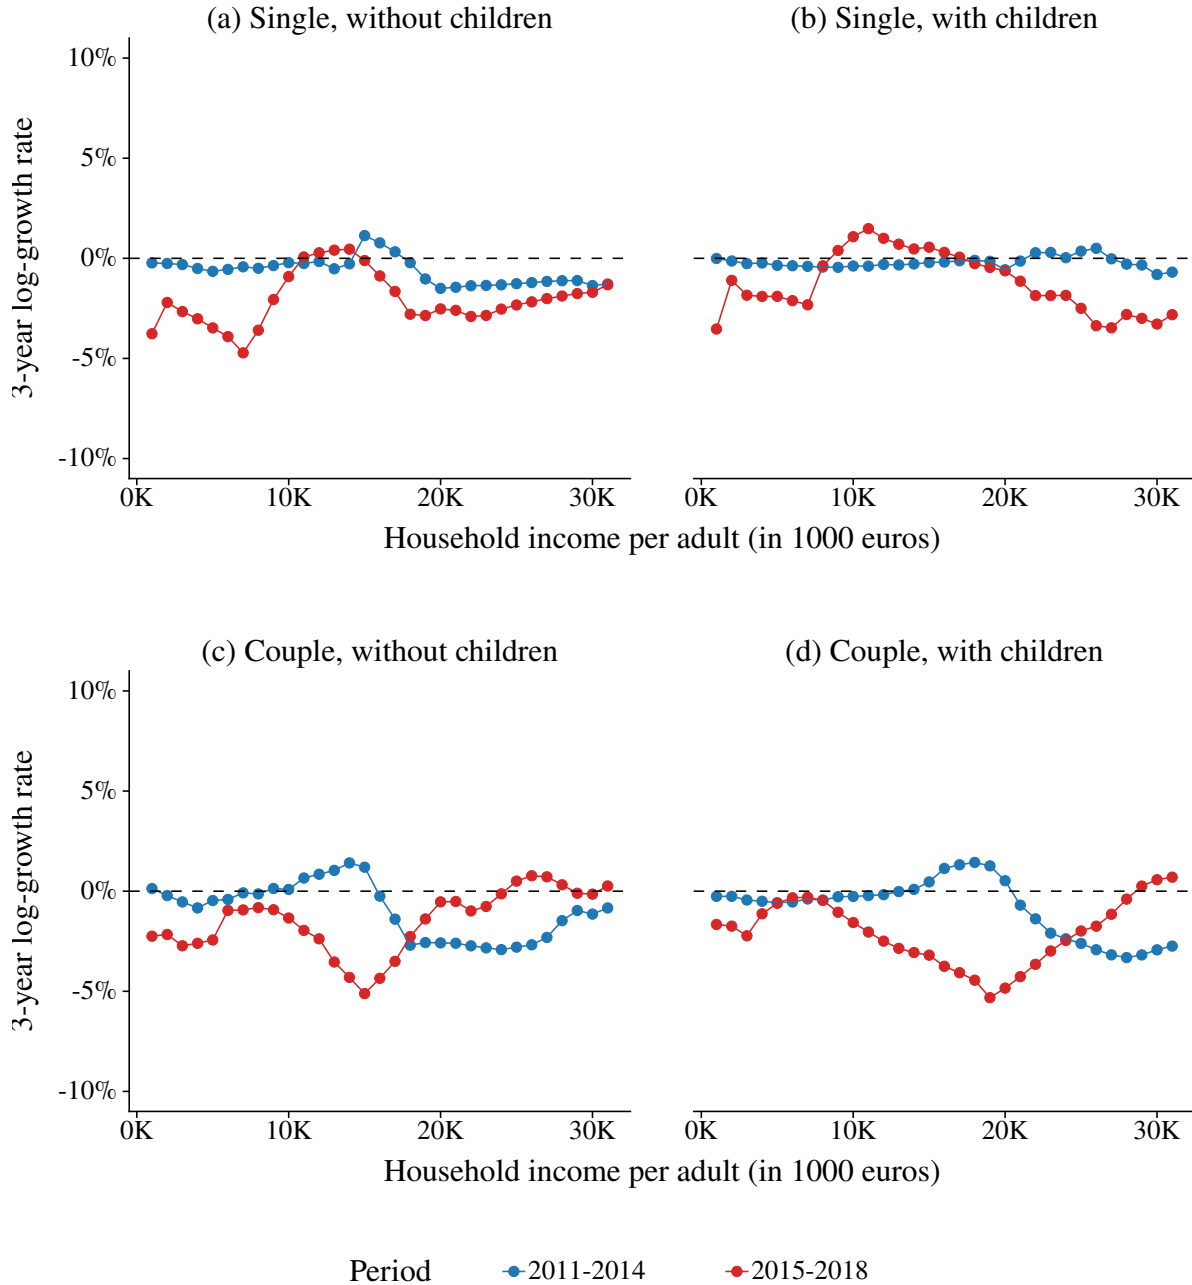 (a) Single, without children
(b) Single, with children
3-year log-growth rate
10%
5%
0%
-5%
-10%
0K 10K 20K 30K
0K 10K 20K 30K
Household income per adult (in 1000 euros)
(c) Couple, without children
(d) Couple, with children
3-year log-growth rate
10%
5%
0%
-5%
-10%
0K 10K 20K 30K
0K 10K 20K 30K
Household income per adult (in 1000 euros)
Period 2011-2014 2015-2018